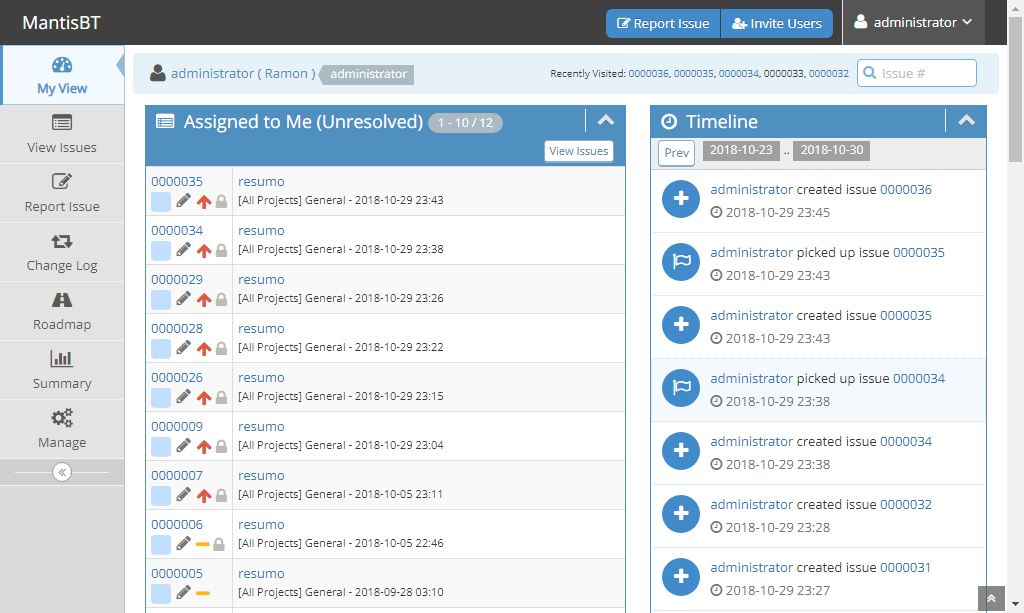 MantisBT
Report Issue
Invite Users
administrator
My View
View Issues
Report Issue
Change Log
Roadmap
Summary
Manage
administrator ( Ramon ) administrator
Recently Visited: 0000036, 0000035, 0000034, 0000033, 0000032
Issue #
Assigned to Me (Unresolved) 1 - 10 / 12
View Issues
0000035 resumo
[All Projects] General - 2018-10-29 23:43
0000034 resumo
[All Projects] General - 2018-10-29 23:38
0000029 resumo
[All Projects] General - 2018-10-29 23:26
0000028 resumo
[All Projects] General - 2018-10-29 23:22
0000026 resumo
[All Projects] General - 2018-10-29 23:15
0000009 resumo
[All Projects] General - 2018-10-29 23:04
0000007 resumo
[All Projects] General - 2018-10-05 23:11
0000006 resumo
[All Projects] General - 2018-10-05 22:46
0000005 resumo
[All Projects] General - 2018-09-28 03:10
Timeline
Prev 2018-10-23 .. 2018-10-30
administrator created issue 0000036
2018-10-29 23:45
administrator picked up issue 0000035
2018-10-29 23:43
administrator created issue 0000035
2018-10-29 23:43
administrator picked up issue 0000034
2018-10-29 23:38
administrator created issue 0000034
2018-10-29 23:38
administrator created issue 0000032
2018-10-29 23:28
administrator created issue 0000031
2018-10-29 23:27